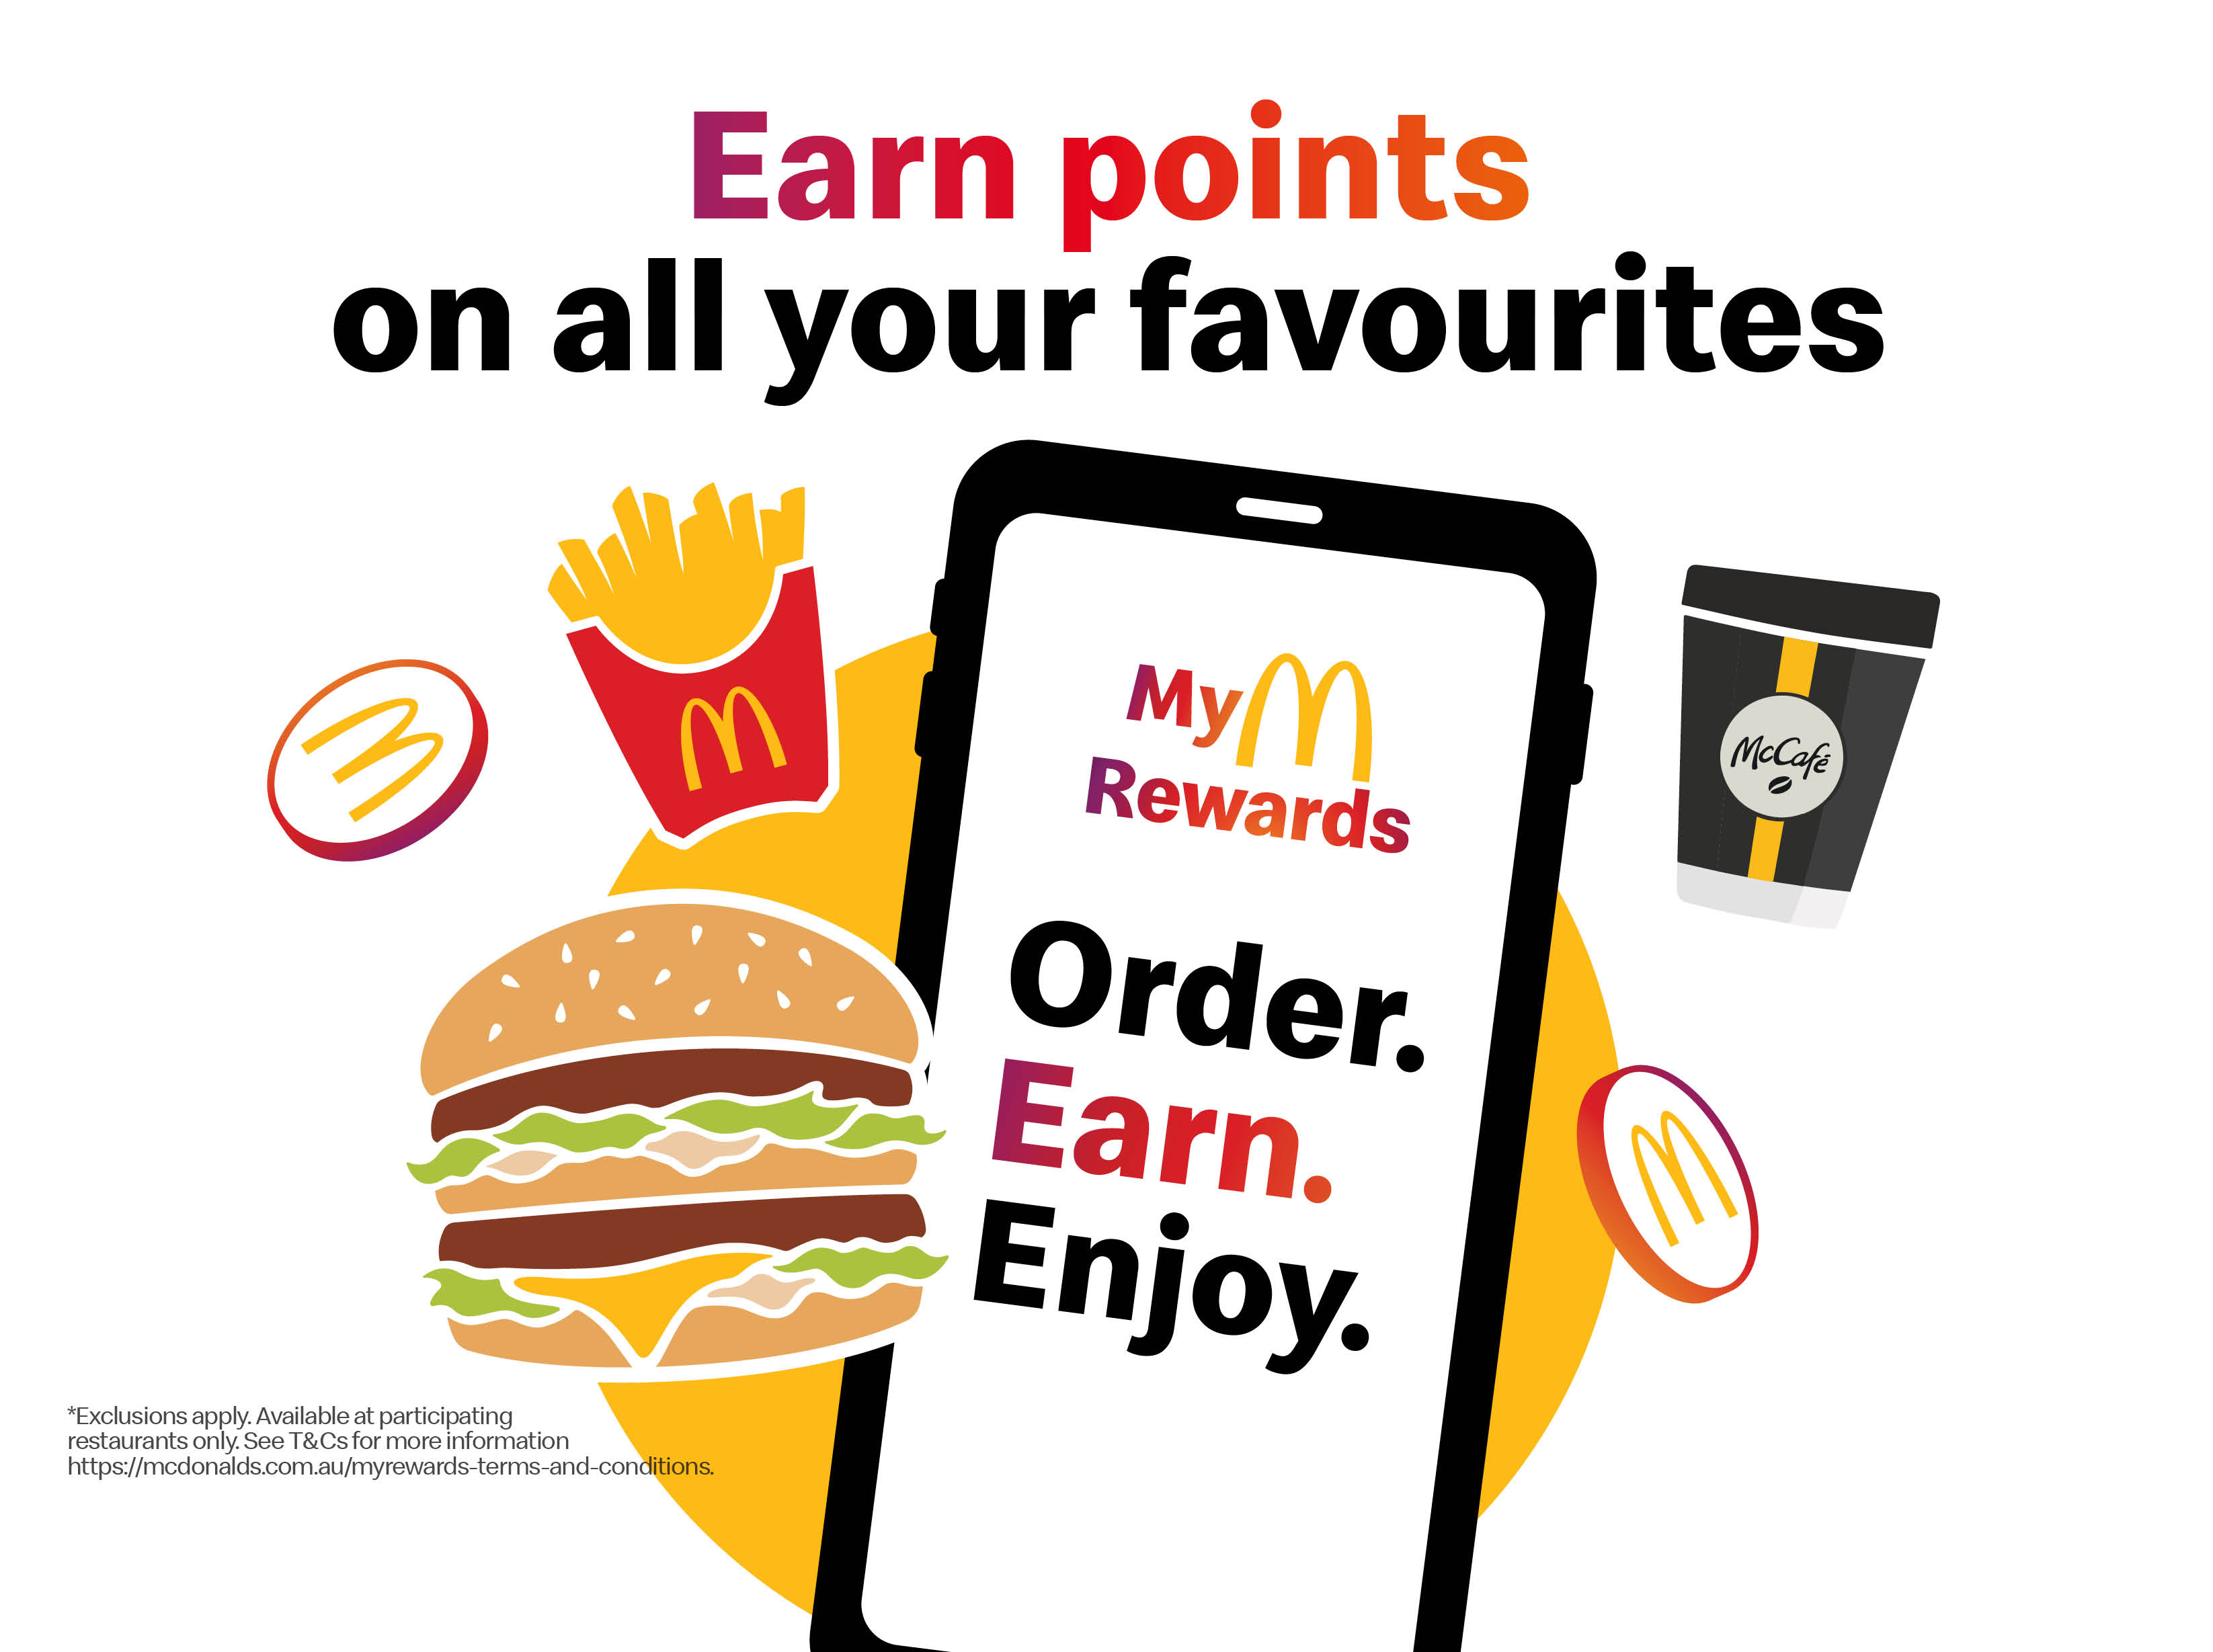 Earn points
on all your favourites
My
Rewards
McCafé
Order.
Earn.
Enjoy.
*Exclusions apply. Available at participating
restaurants only. See T&Cs for more information
https://mcdonalds.com.au/myrewards-terms-and-conditions.